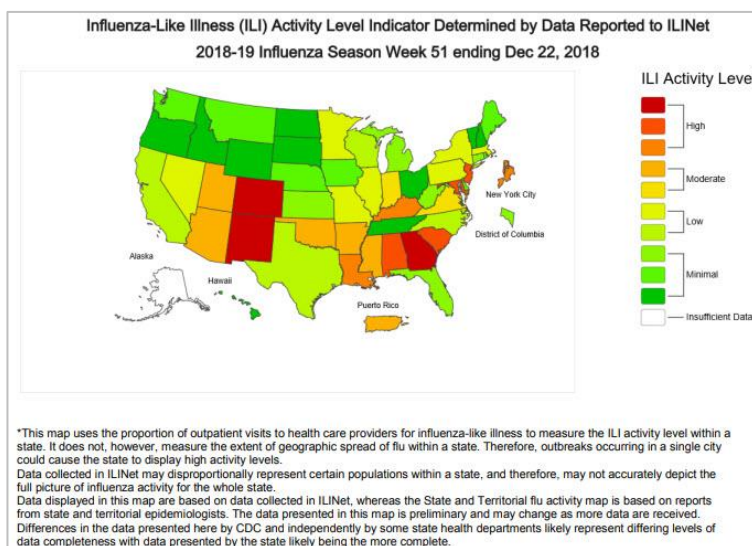 Influenza-Like Illness (ILI) Activity Level Indicator Determined by Data Reported to ILINet
2018-19 Influenza Season Week 51 ending Dec 22, 2018
ILI Activity Leve
High
Moderate
New York City
Low
District of Columbia
Alaska
Hawaii
Minimal
Puerto Rico
Insufficient Data
*This map uses the proportion of outpatient visits to health care providers for influenza-like illness to measure the ILI activity level within a
state. It does not, however, measure the extent of geographic spread of flu within a state. Therefore, outbreaks occurring in a single city
could cause the state to display high activity levels.
Data collected in ILINet may disproportionally represent certain populations within a state, and therefore, may not accurately depict the
full picture of influenza activity for the whole state.
Data displayed in this map are based on data collected in ILINet, whereas the State and Territorial flu activity map is based on reports
from state and territorial epidemiologists. The data presented in this map is preliminary and may change as more data are received.
Differences in the data presented here by CDC and independently by some state health departments likely represent differing levels of
data completeness with data presented by the state likely being the more complete.